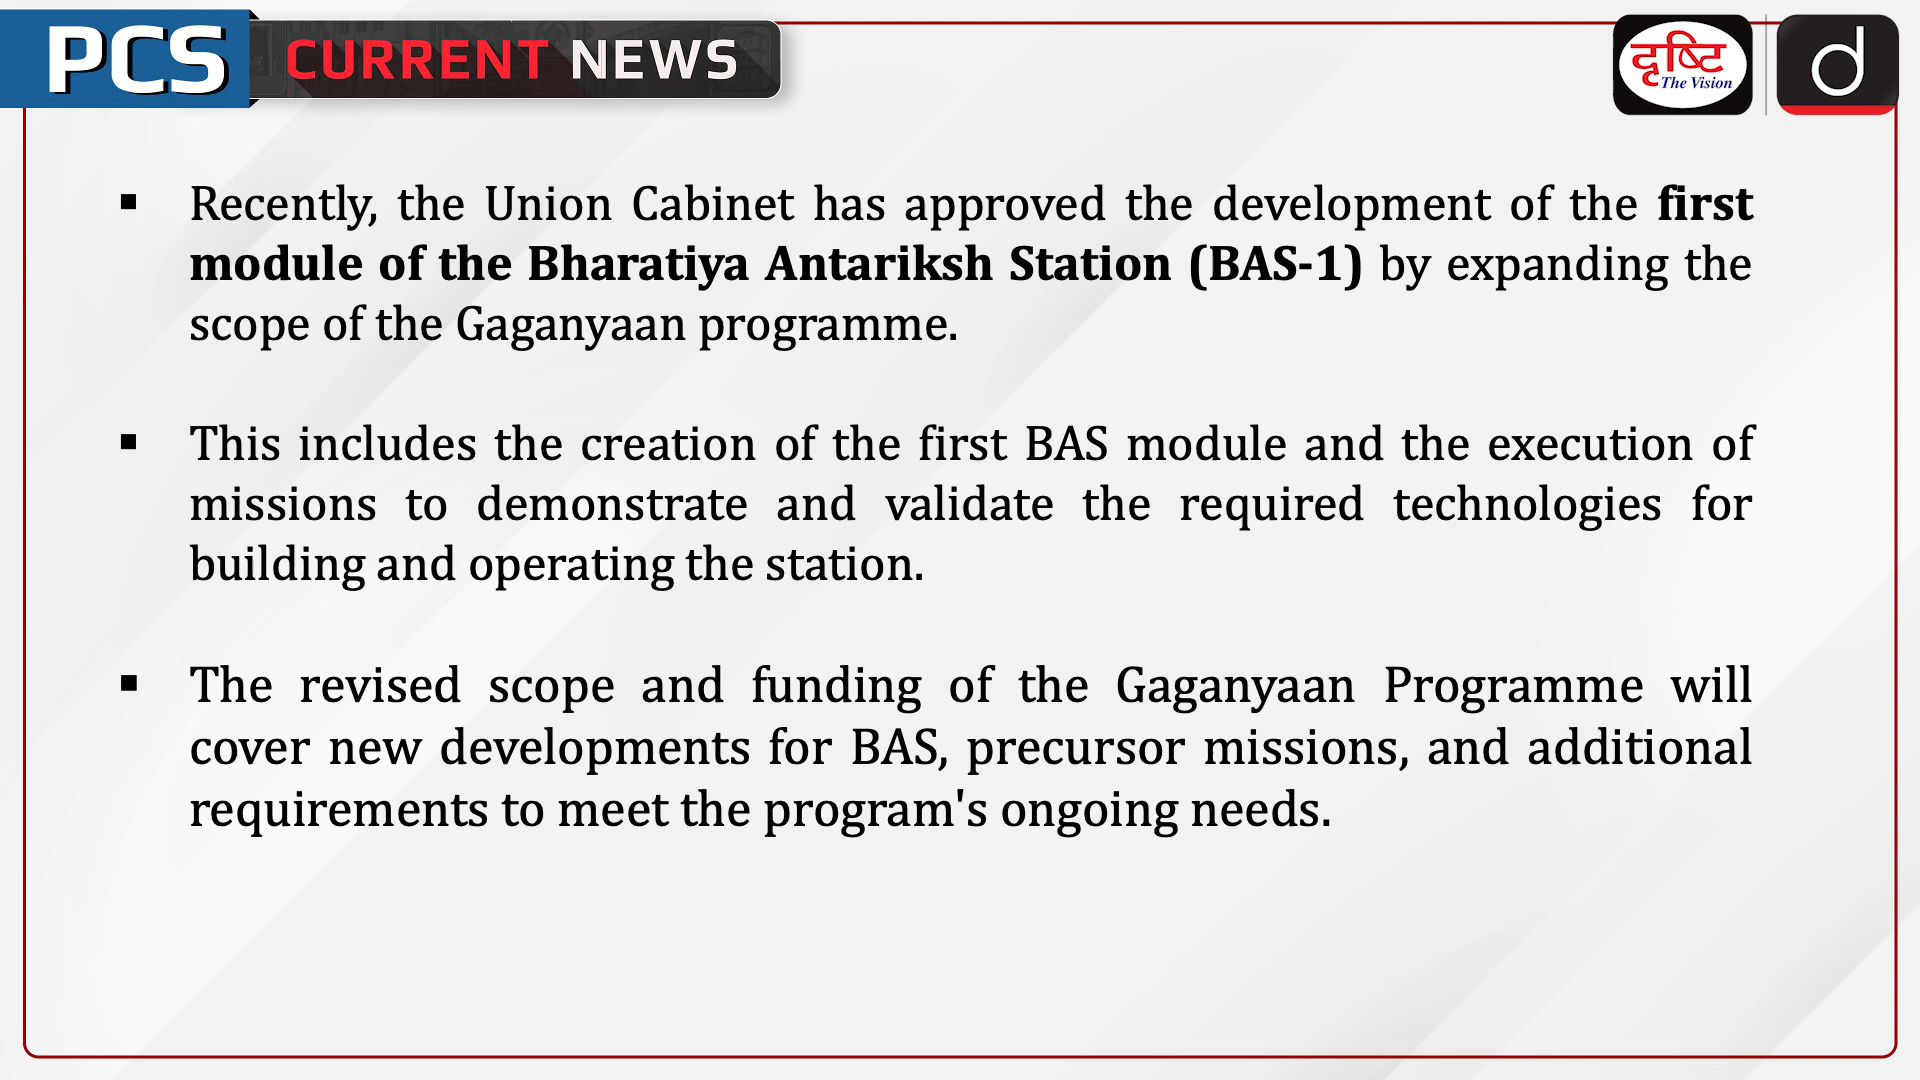 PCS CURRENT NEWS
दृष्टि
The Vision
d
▪ Recently, the Union Cabinet has approved the development of the first
module of the Bharatiya Antariksh Station (BAS-1) by expanding the
scope of the Gaganyaan programme.
▪ This includes the creation of the first BAS module and the execution of
missions to demonstrate and validate the required technologies for
building and operating the station.
▪ The revised scope and funding of the Gaganyaan Programme will
cover new developments for BAS, precursor missions, and additional
requirements to meet the program's ongoing needs.